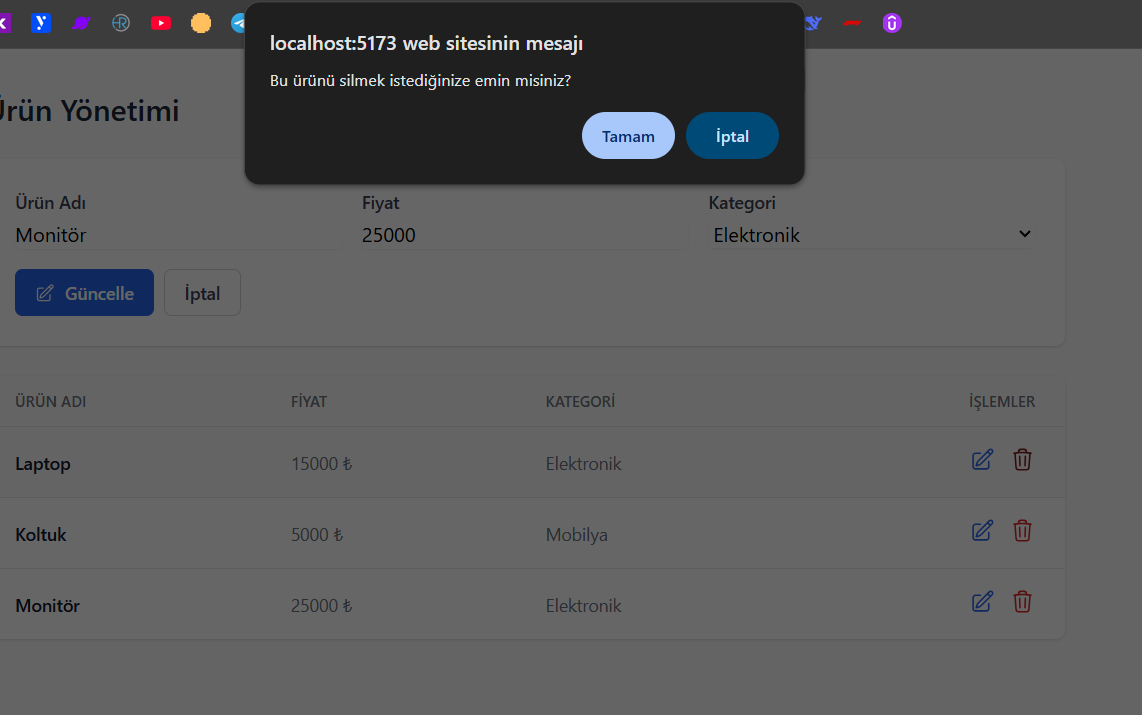 localhost:5173 web sitesinin mesajı
Bu ürünü silmek istediğinize emin misiniz?
Tamam İptal
Ürün Yönetimi
Ürün Adı Fiyat Kategori
Monitör 25000 Elektronik
Güncelle İptal
ÜRÜN ADI FİYAT KATEGORİ İŞLEMLER
Laptop 15000 ₺ Elektronik
Koltuk 5000 ₺ Mobilya
Monitör 25000 ₺ Elektronik